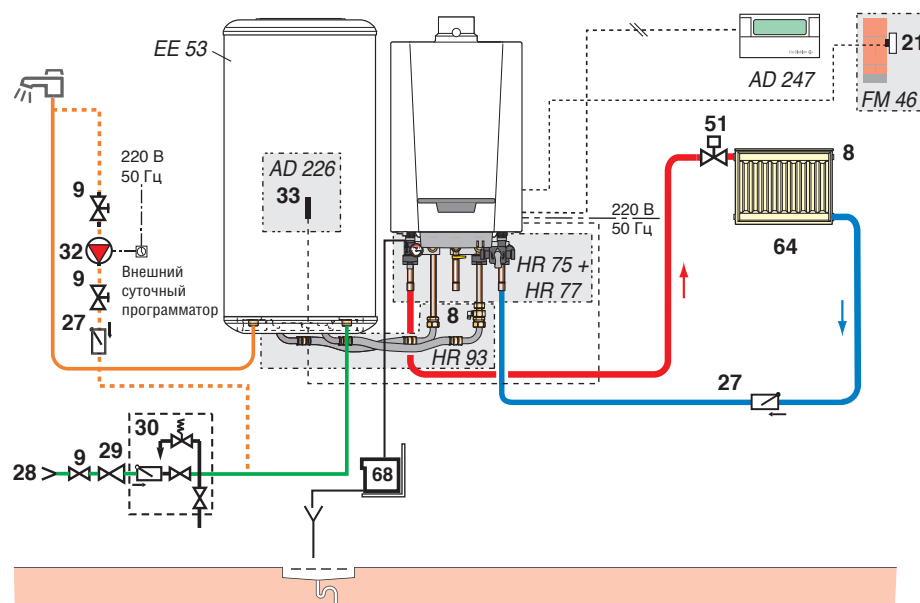 EE 53
AD 247
21
FM 46
51
8
64
220 В
50 Гц
9
AD 226
33
220 В
50 Гц
32
Внешний
суточный
программатор
9
HR 75 +
HR 77
27
8
HR 93
27
30
28
9
29
68